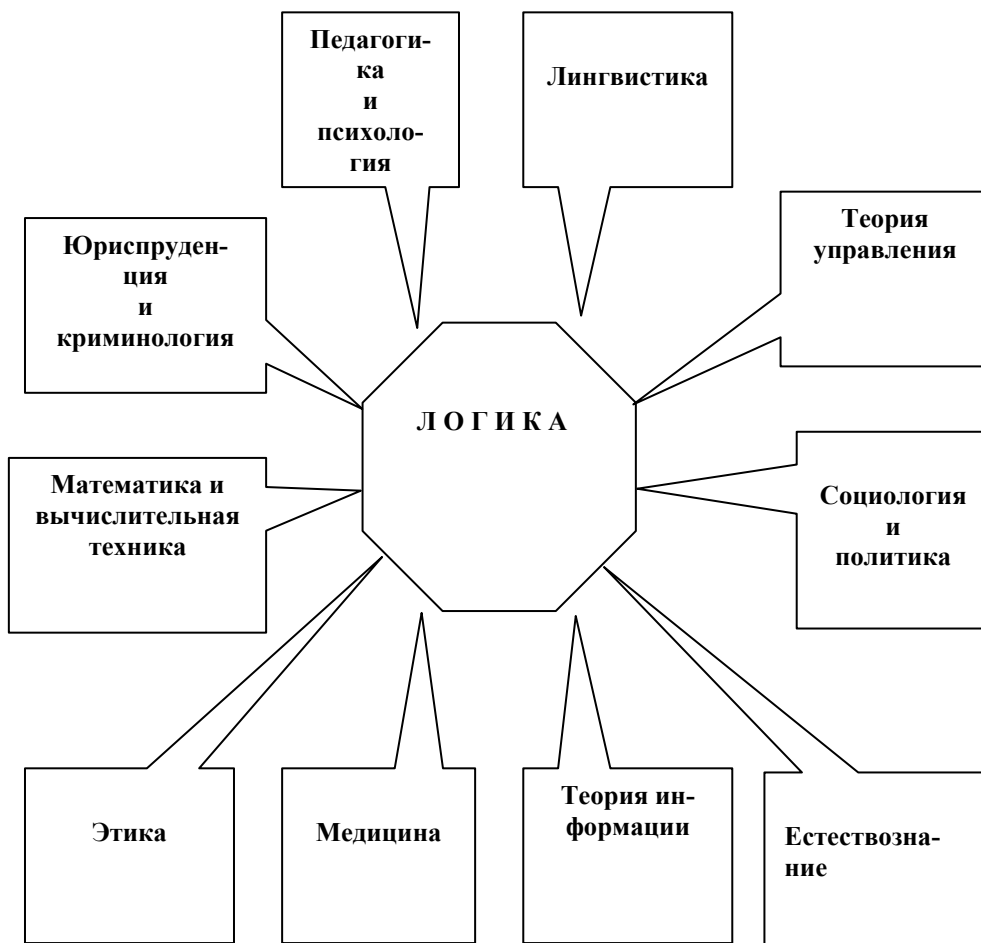 Педагоги-
ка
и
психоло-
гия
Лингвистика
Теория
управления
Юриспруден-
ция
и
криминология
Л О Г И К А
Математика и
вычислительная
техника
Социология
и
политика
Этика
Медицина
Теория ин-
формации
Естествозна-
ние